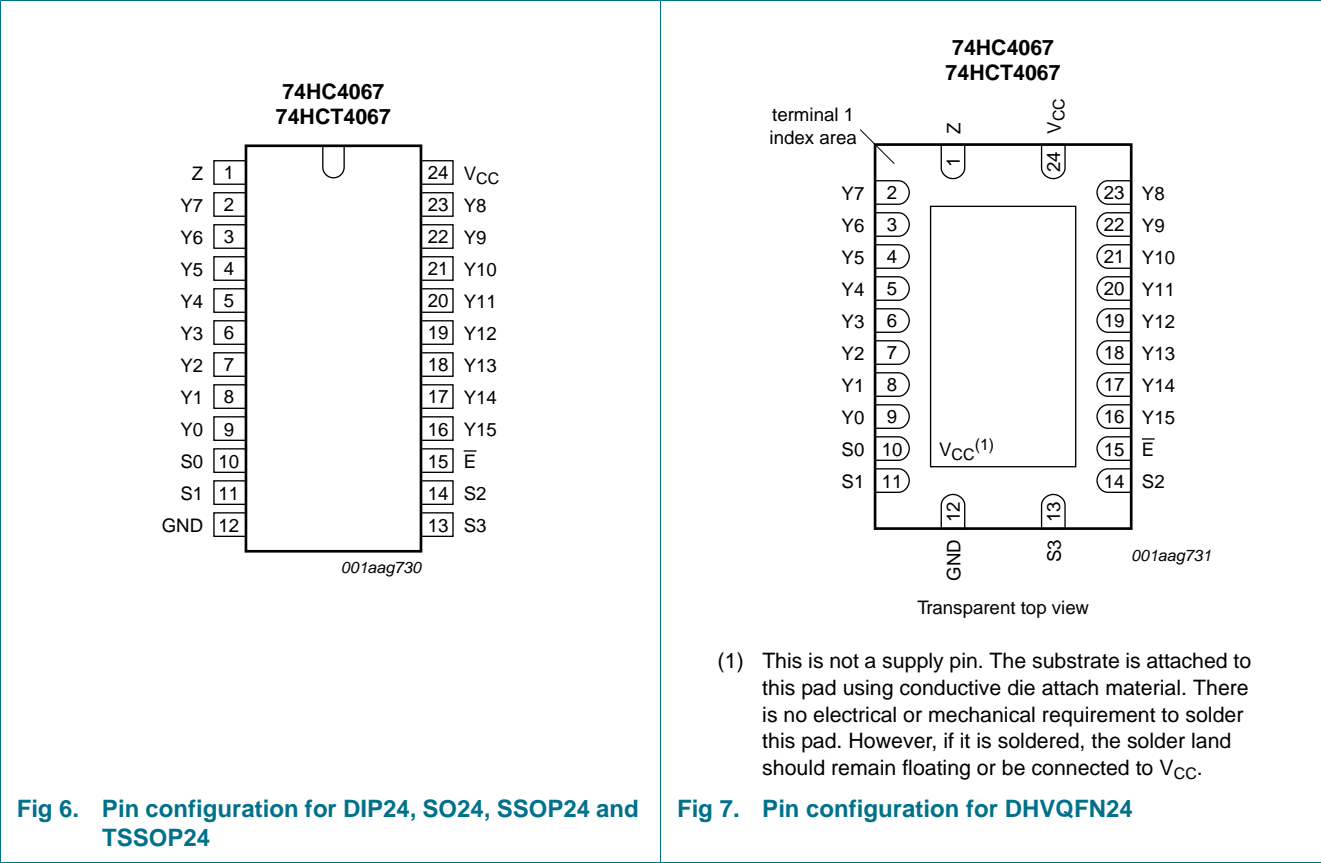 74HC4067
74HCT4067
Z 1
Y7 2
Y6 3
Y5 4
Y4 5
Y3 6
Y2 7
Y1 8
Y0 9
S0 10
S1 11
GND 12
24 VCC
23 Y8
22 Y9
21 Y10
20 Y11
19 Y12
18 Y13
17 Y14
16 Y15
15 E̅
14 S2
13 S3
001aag730
Fig 6. Pin configuration for DIP24, SO24, SSOP24 and
TSSOP24
74HC4067
74HCT4067
terminal 1
index area
Z
1
VCC
24
Y7 2
Y6 3
Y5 4
Y4 5
Y3 6
Y2 7
Y1 8
Y0 9
S0 10
S1 11
VCC(1)
23 Y8
22 Y9
21 Y10
20 Y11
19 Y12
18 Y13
17 Y14
16 Y15
15 E̅
14 S2
12
GND
13
S3
001aag731
Transparent top view
(1) This is not a supply pin. The substrate is attached to
this pad using conductive die attach material. There
is no electrical or mechanical requirement to solder
this pad. However, if it is soldered, the solder land
should remain floating or be connected to VCC.
Fig 7. Pin configuration for DHVQFN24